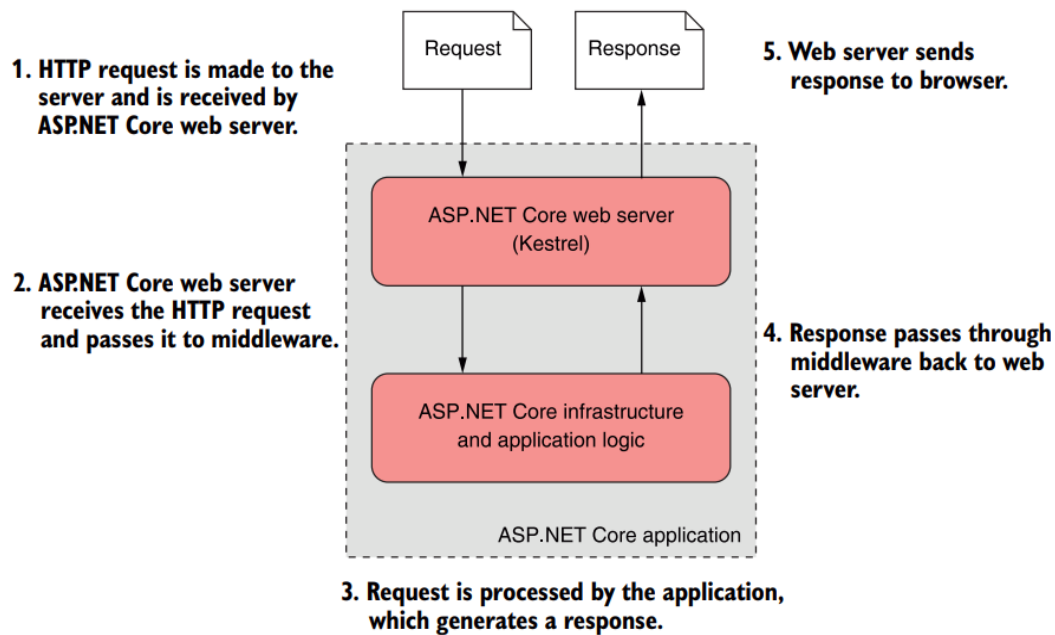 Request
Response
1. HTTP request is made to the
server and is received by
ASP.NET Core web server.
5. Web server sends
response to browser.
ASP.NET Core web server
(Kestrel)
2. ASP.NET Core web server
receives the HTTP request
and passes it to middleware.
4. Response passes through
middleware back to web
server.
ASP.NET Core infrastructure
and application logic
ASP.NET Core application
3. Request is processed by the application,
which generates a response.